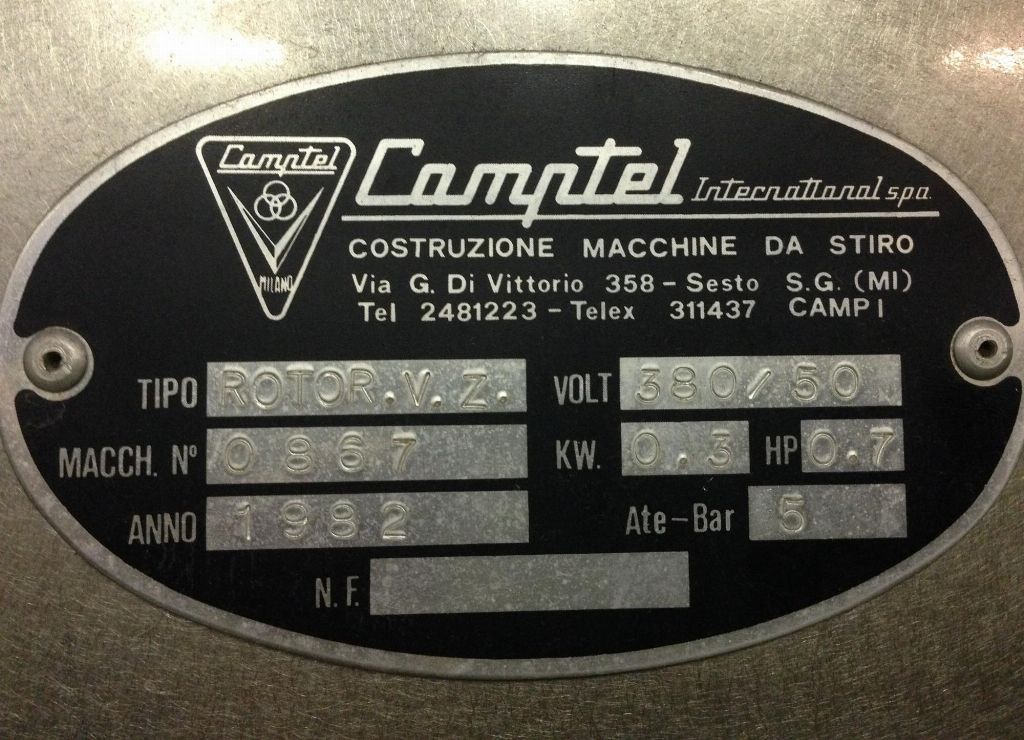 Camptel
MILANO
Camptel International s.p.a.
COSTRUZIONE MACCHINE DA STIRO
Via G. Di Vittorio 358 - Sesto S.G. (MI)
Tel 2481223 - Telex 311437 CAMPI
TIPO ROTOR.V.Z. VOLT 380/50
MACCH. Nº 0867 KW. 0.3 HP 0.7
ANNO 1982 Ate-Bar 5
N.F.